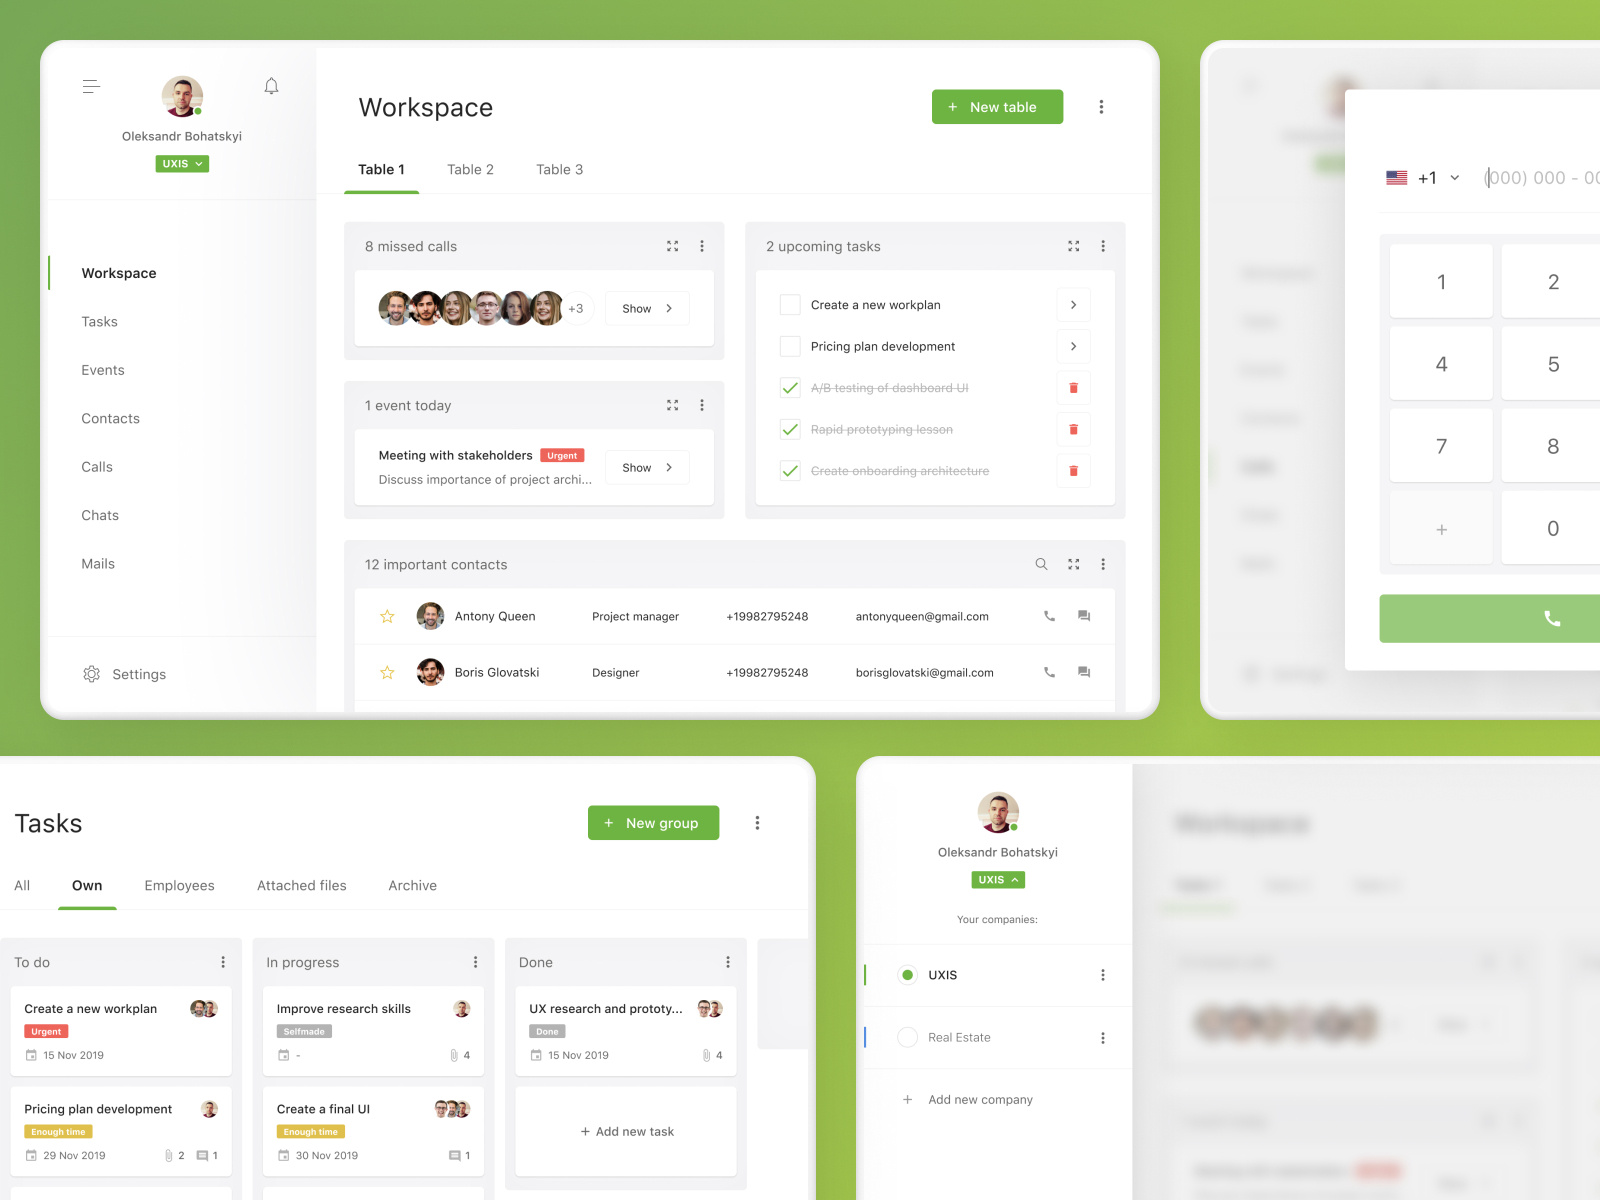 Oleksandr Bohatskyi
UXIS
Workspace
Tasks
Events
Contacts
Calls
Chats
Mails
Settings
Workspace
+ New table
Table 1 Table 2 Table 3
8 missed calls
+3 Show
1 event today
Meeting with stakeholders Urgent
Discuss importance of project archi...
Show
2 upcoming tasks
Create a new workplan
Pricing plan development
A/B testing of dashboard UI
Rapid prototyping lesson
Create onboarding architecture
12 important contacts
Antony Queen Project manager +19982795248 antonyqueen@gmail.com
Boris Glovatski Designer +19982795248 borisglovatski@gmail.com
+1 (000) 000 - 00
1 2
4 5
7 8
+ 0
Tasks
+ New group
All Own Employees Attached files Archive
To do
Create a new workplan
Urgent
15 Nov 2019
Pricing plan development
Enough time
29 Nov 2019 2 1
In progress
Improve research skills
Selfmade
- 4
Create a final UI
Enough time
30 Nov 2019 1
Done
UX research and prototy...
Done
15 Nov 2019 4
+ Add new task
Oleksandr Bohatskyi
UXIS
Your companies:
UXIS
Real Estate
+ Add new company
Workspace